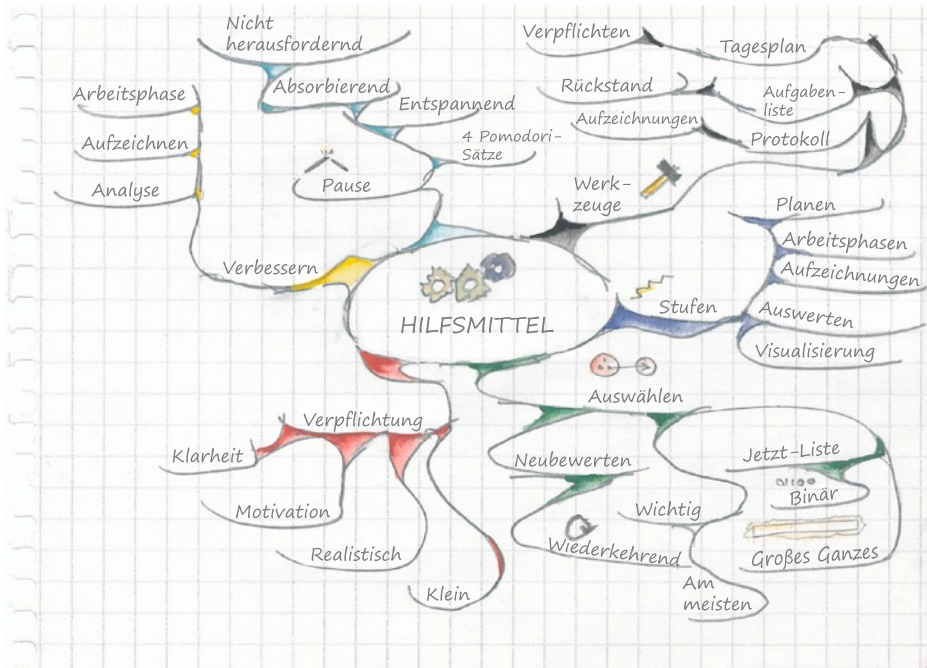 Nicht
herausfordernd
Absorbierend
Entspannend
4 Pomodori-
Sätze
Pause
Arbeitsphase
Aufzeichnen
Analyse
Verbessern
Verpflichten
Tagesplan
Rückstand
Aufgaben-
liste
Aufzeichnungen
Protokoll
Werk-
zeuge
Planen
Arbeitsphasen
Aufzeichnungen
Stufen
Auswerten
Visualisierung
HILFSMITTEL
Auswählen
Verpflichtung
Klarheit
Motivation
Realistisch
Klein
Neubewerten
Wiederkehrend
Wichtig
Am
meisten
Jetzt-Liste
Binär
Großes Ganzes